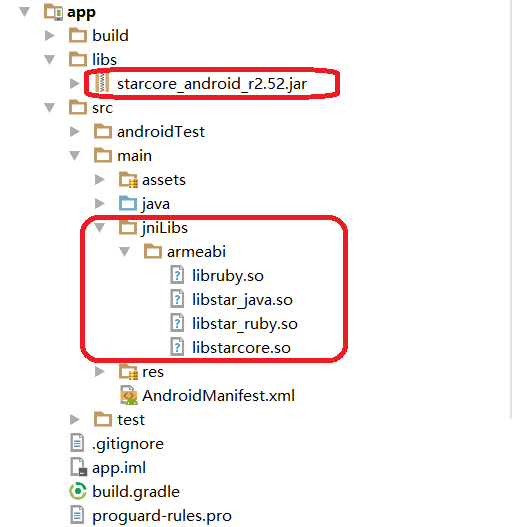 app
build
libs
starcore_android_r2.52.jar
src
androidTest
main
assets
java
jniLibs
armeabi
libruby.so
libstar_java.so
libstar_ruby.so
libstarcore.so
res
AndroidManifest.xml
test
.gitignore
app.iml
build.gradle
proguard-rules.pro